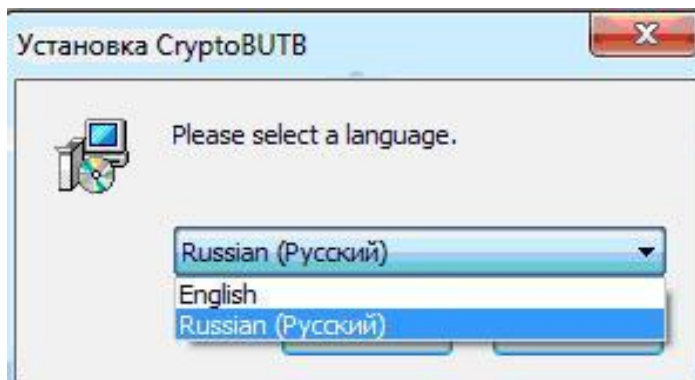 Установка CryptoBUTB
Please select a language.
Russian (Русский)
English
Russian (Русский)